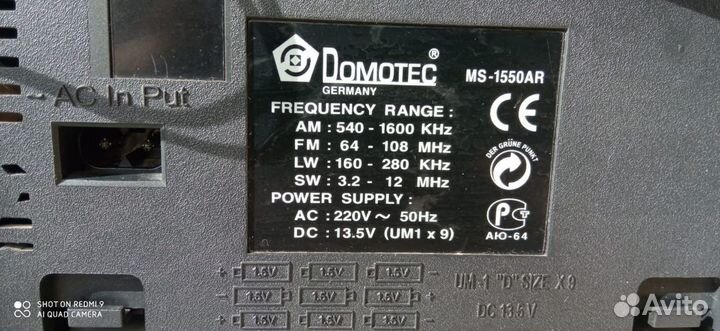 ~ AC In Put
DOMOTEC®
GERMANY
MS-1550AR
FREQUENCY RANGE :
AM : 540 - 1600 KHz
FM : 64 - 108 MHz
LW : 160 - 280 KHz
SW : 3.2 - 12 MHz
POWER SUPPLY :
AC : 220V ~ 50Hz
DC : 13.5V (UM1 x 9)
CE
DER GRÜNE PUNKT
АЮ-64
+ 1.5V 1.5V 1.5V
1.5V 1.5V 1.5V +
+ 1.5V 1.5V 1.5V -
UM-1 "D" SIZE X 9
DC 13.5 V
SHOT ON REDMI 9
AI QUAD CAMERA
Avito